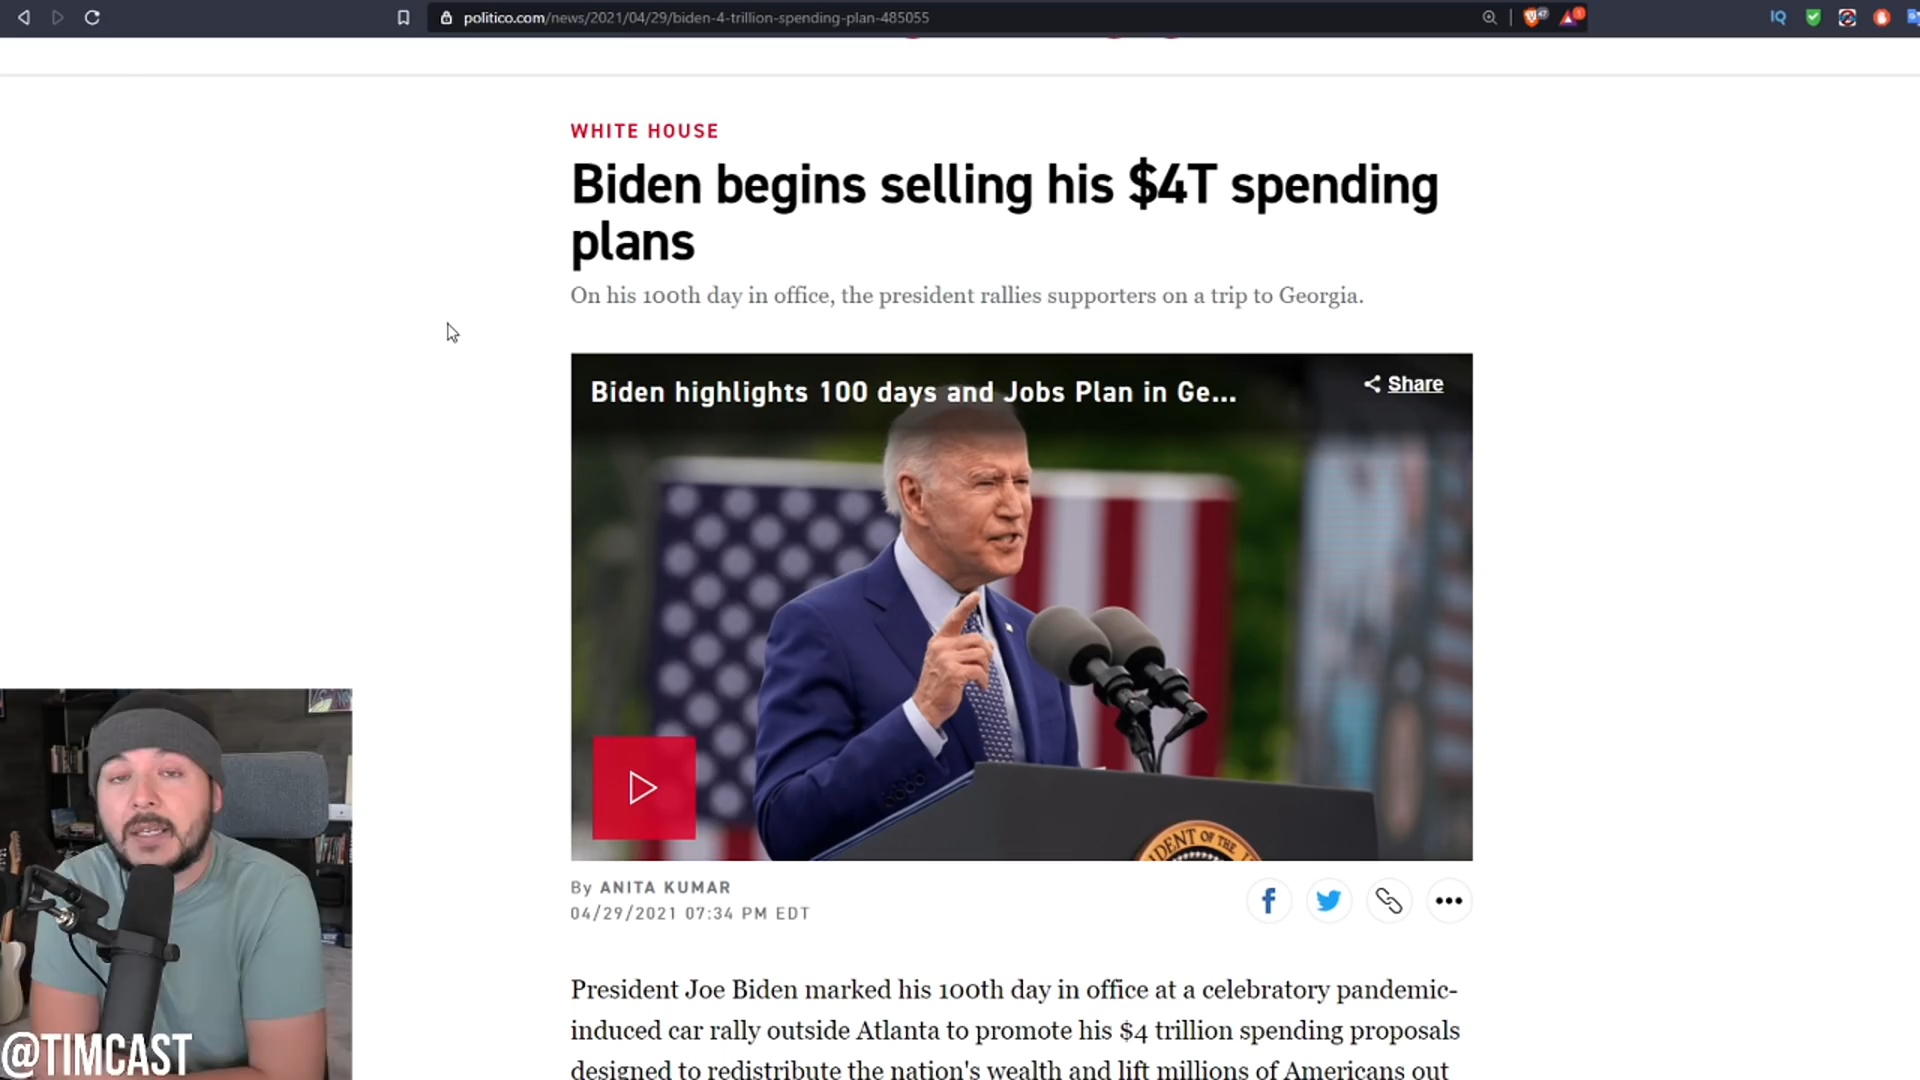 politico.com/news/2021/04/29/biden-4-trillion-spending-plan-485055
IQ
WHITE HOUSE
Biden begins selling his $4T spending
plans
On his 100th day in office, the president rallies supporters on a trip to Georgia.
Biden highlights 100 days and Jobs Plan in Ge...
Share
DENT OF THE
By ANITA KUMAR
04/29/2021 07:34 PM EDT
President Joe Biden marked his 100th day in office at a celebratory pandemic-
induced car rally outside Atlanta to promote his $4 trillion spending proposals
designed to redistribute the nation's wealth and lift millions of Americans out
@TIMCAST